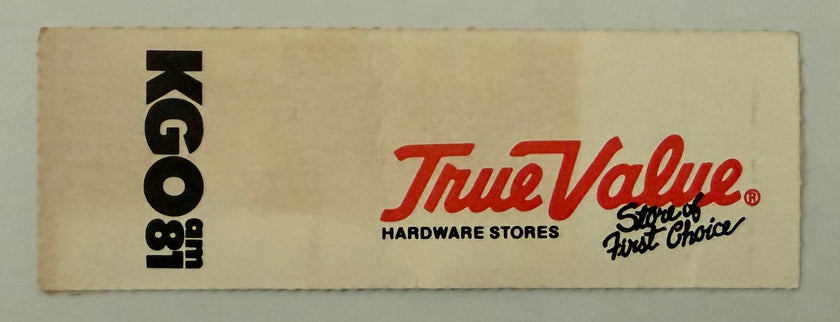 KGO
am
81
True Value®
HARDWARE STORES
Store of
First Choice